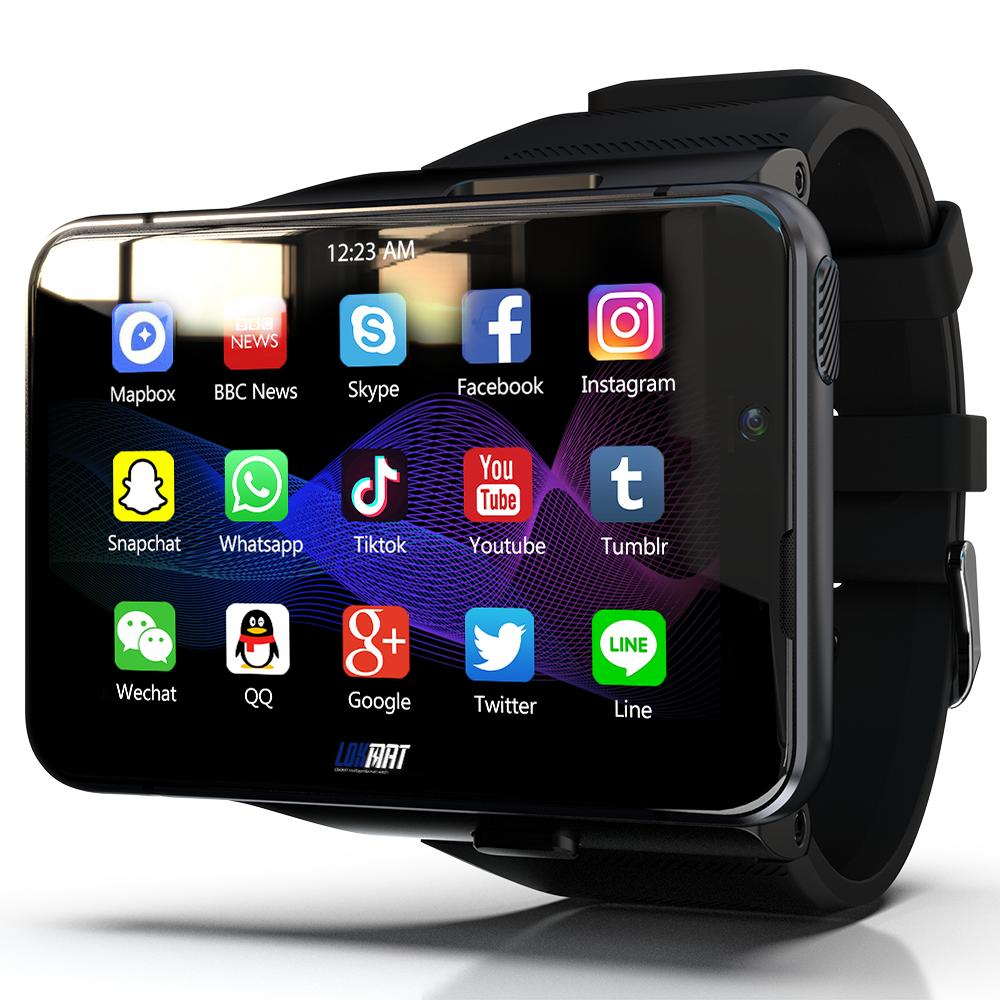 12:23 AM
BBC
NEWS
Mapbox
BBC News
Skype
Facebook
Instagram
You
Tube
Snapchat
Whatsapp
Tiktok
Youtube
Tumblr
LINE
Wechat
QQ
Google
Twitter
Line
LOKMAT